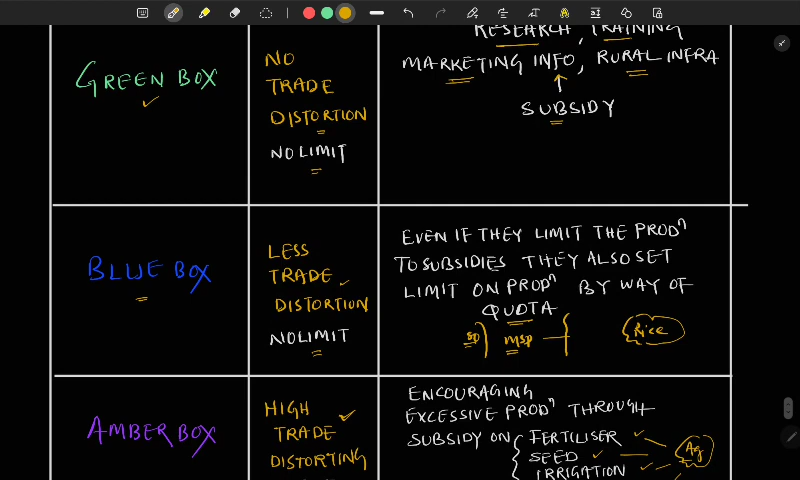 RESEARCH, TRAINING
GREEN BOX
NO
TRADE
DISTORTION
NO LIMIT
MARKETING INFO, RURAL INFRA
SUBSIDY
BLUE BOX
LESS
TRADE
DISTORTION
NO LIMIT
EVEN IF THEY LIMIT THE PRODⁿ
TO SUBSIDIES THEY ALSO SET
LIMIT ON PRODⁿ BY WAY OF
QUOTA
50 MSP Rice
AMBER BOX
HIGH
TRADE
DISTORTING
ENCOURAGING
EXCESSIVE PRODⁿ THROUGH
SUBSIDY ON FERTILISER
SEED
IRRIGATION
Ag